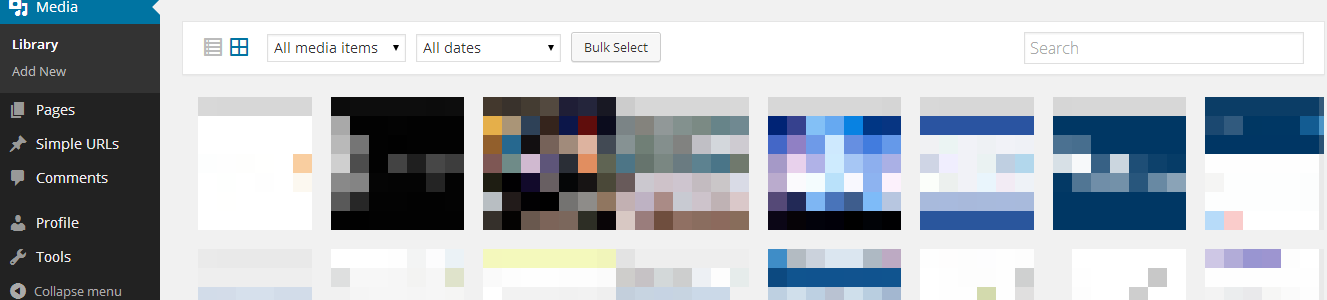 Media
Library
Add New
Pages
Simple URLs
Comments
Profile
Tools
Collapse menu
All media items All dates Bulk Select Search